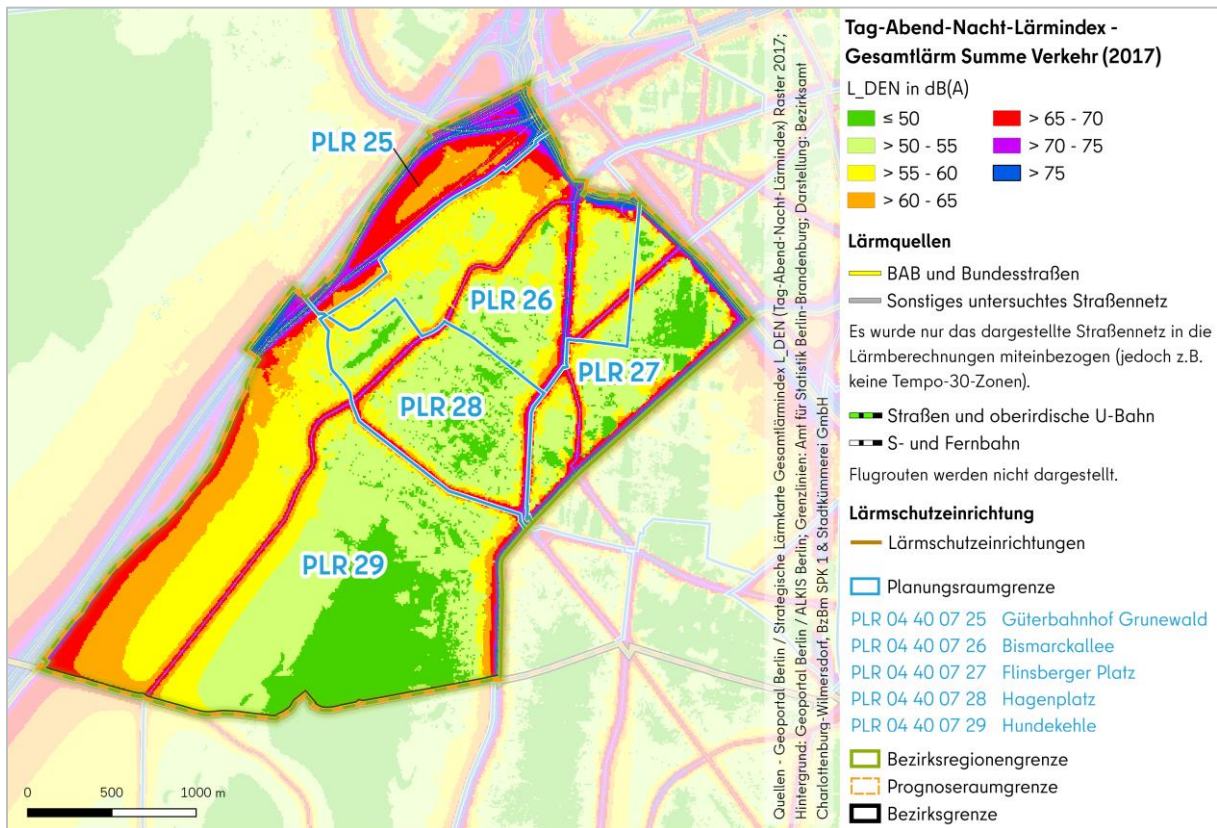 PLR 25
PLR 26
PLR 27
PLR 28
PLR 29
0 500 1000 m
Quellen - Geoportal Berlin / Strategische Lärmkarte Gesamtlärmindex L_DEN (Tag-Abend-Nacht-Lärmindex) Raster 2017;
Hintergrund: Geoportal Berlin / ALKIS Berlin; Grenzlinien: Amt für Statistik Berlin-Brandenburg; Darstellung: Bezirksamt
Charlottenburg-Wilmersdorf, BzBm SPK 1 & Stadtkümmerei GmbH
Tag-Abend-Nacht-Lärmindex -
Gesamtlärm Summe Verkehr (2017)
L_DEN in dB(A)
≤ 50
> 50 - 55
> 55 - 60
> 60 - 65
> 65 - 70
> 70 - 75
> 75
Lärmquellen
BAB und Bundesstraßen
Sonstiges untersuchtes Straßennetz
Es wurde nur das dargestellte Straßennetz in die
Lärmberechnungen miteinbezogen (jedoch z.B.
keine Tempo-30-Zonen).
Straßen und oberirdische U-Bahn
S- und Fernbahn
Flugrouten werden nicht dargestellt.
Lärmschutzeinrichtung
Lärmschutzeinrichtungen
Planungsraumgrenze
PLR 04 40 07 25 Güterbahnhof Grunewald
PLR 04 40 07 26 Bismarckallee
PLR 04 40 07 27 Flinsberger Platz
PLR 04 40 07 28 Hagenplatz
PLR 04 40 07 29 Hundekehle
Bezirksregionengrenze
Prognoseraumgrenze
Bezirksgrenze